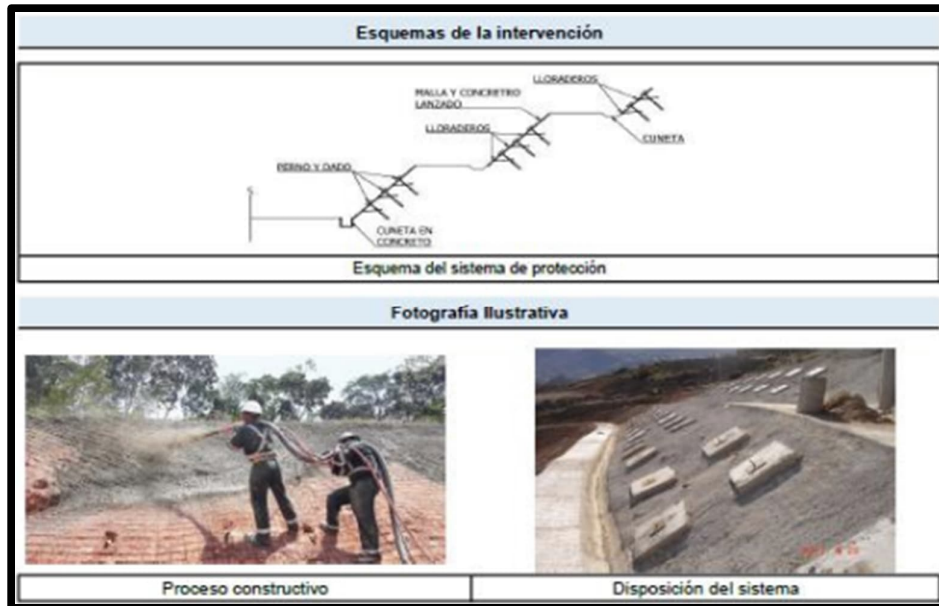 Esquemas de la intervención
LLORADEROS
MALLA Y CONCRETRO
LANZADO
LLORADEROS
CUNETA
PERNO Y DADO
CUNETA EN
CONCRETO
Esquema del sistema de protección
Fotografía Ilustrativa
Proceso constructivo
Disposición del sistema